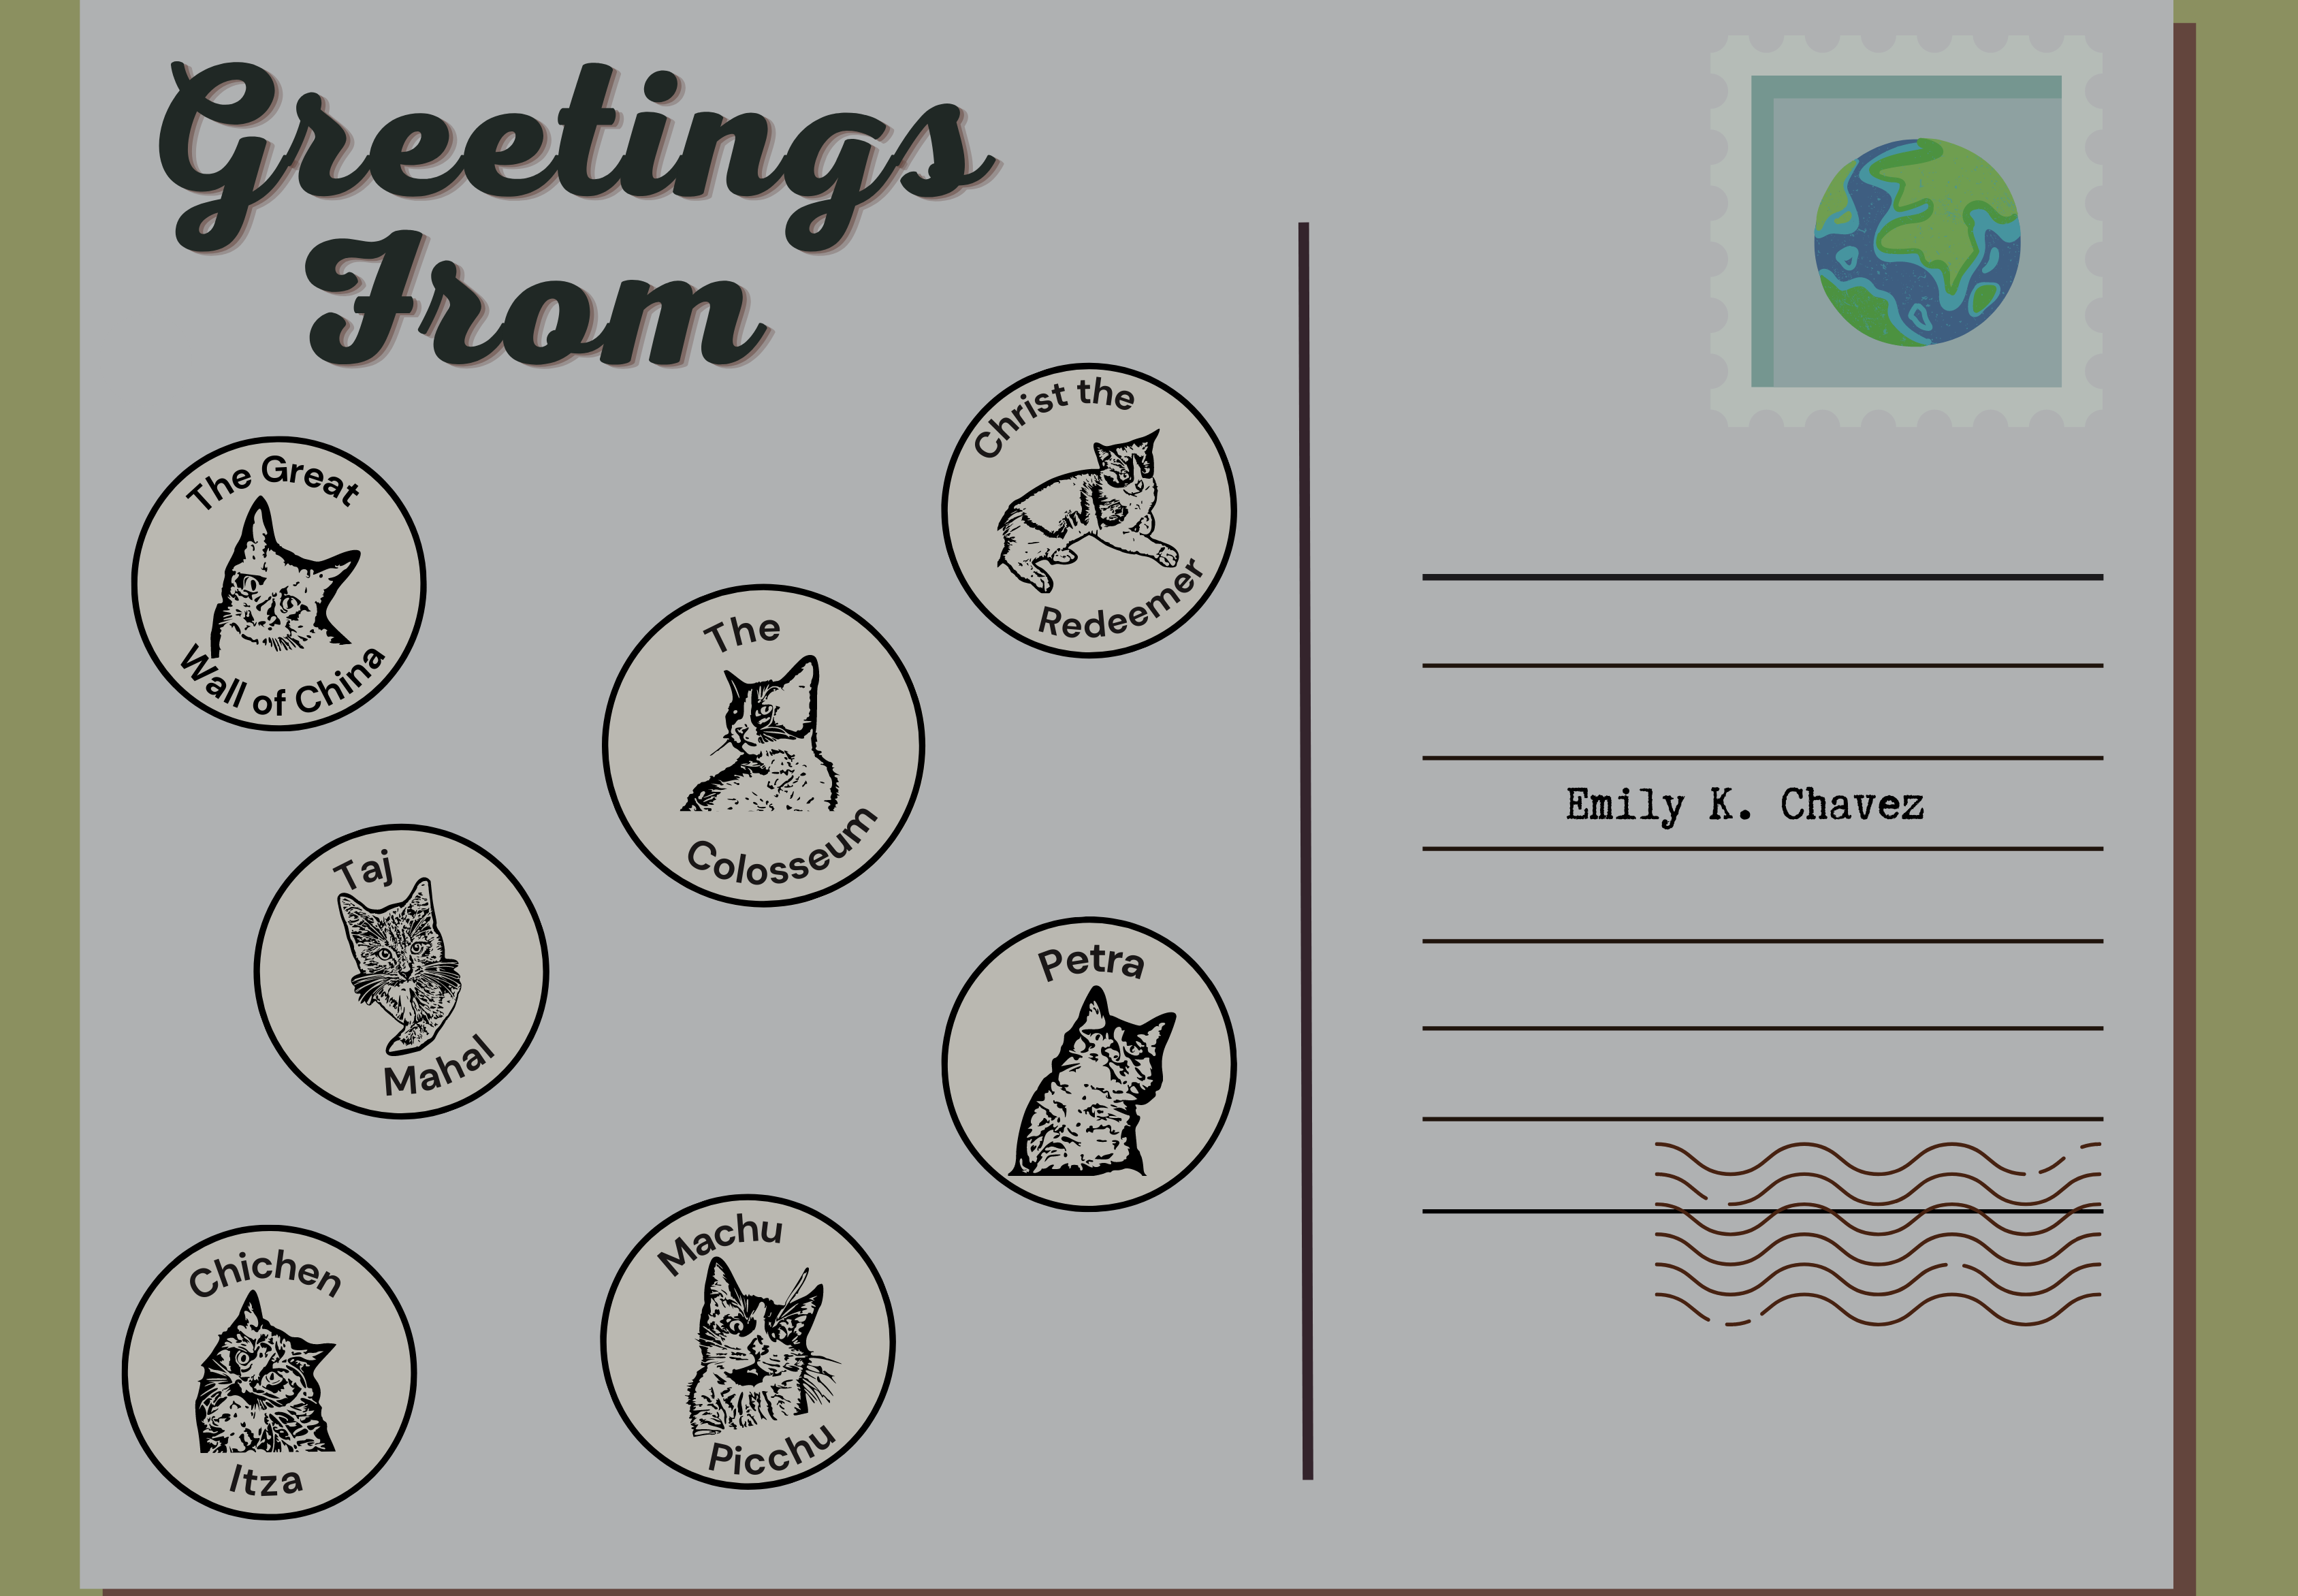 Greetings
From
The Great
Wall of China
Christ the
Redeemer
The
Colosseum
Taj
Mahal
Petra
Chichen
Itza
Machu
Picchu
Emily K. Chavez